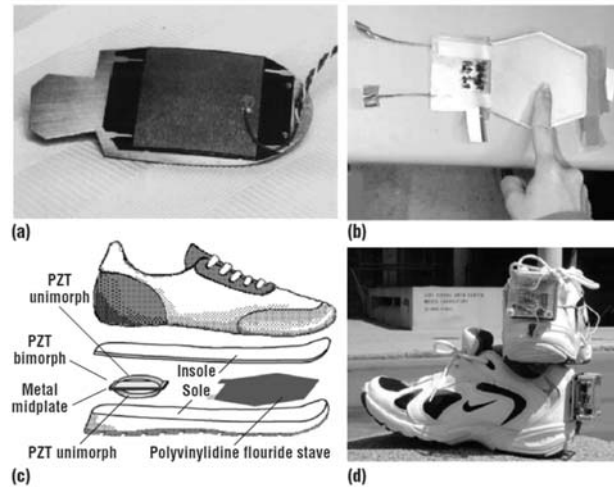 (a)
(b)
PZT
unimorph
PZT
bimorph
Metal
midplate
PZT unimorph
Insole
Sole
Polyvinylidine flouride stave
(c)
(d)